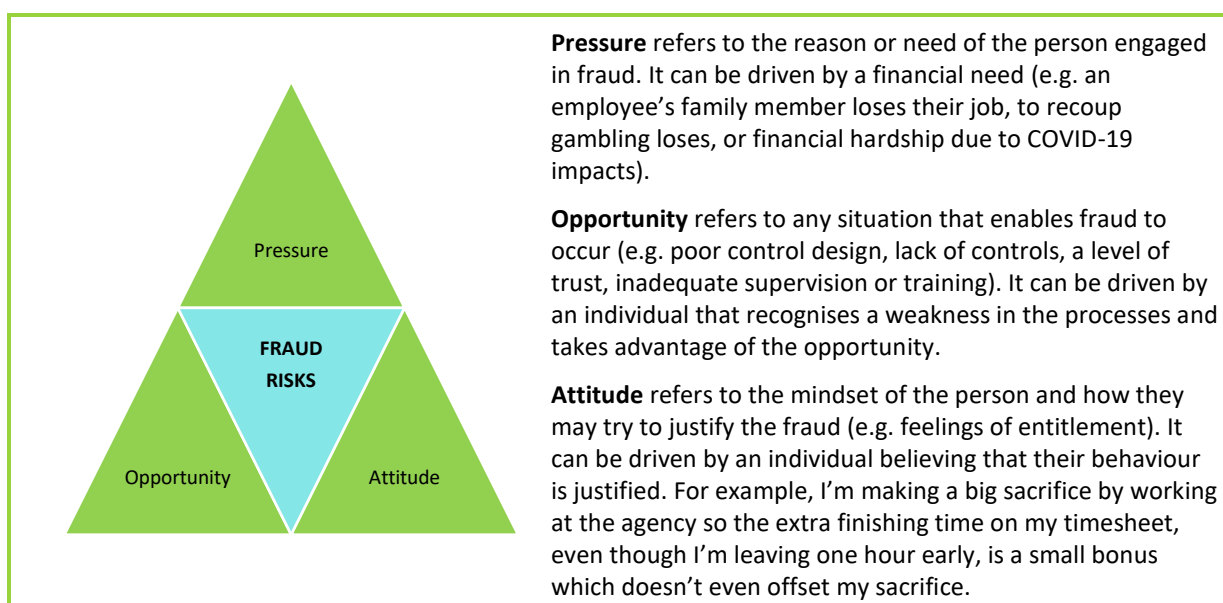 Pressure
FRAUD
RISKS
Opportunity
Attitude
Pressure refers to the reason or need of the person engaged
in fraud. It can be driven by a financial need (e.g. an
employee’s family member loses their job, to recoup
gambling loses, or financial hardship due to COVID-19
impacts).
Opportunity refers to any situation that enables fraud to
occur (e.g. poor control design, lack of controls, a level of
trust, inadequate supervision or training). It can be driven by
an individual that recognises a weakness in the processes and
takes advantage of the opportunity.
Attitude refers to the mindset of the person and how they
may try to justify the fraud (e.g. feelings of entitlement). It
can be driven by an individual believing that their behaviour
is justified. For example, I’m making a big sacrifice by working
at the agency so the extra finishing time on my timesheet,
even though I’m leaving one hour early, is a small bonus
which doesn’t even offset my sacrifice.